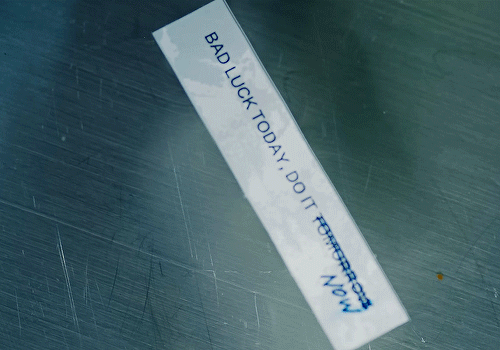 BAD LUCK TODAY, DO IT TOMORROW
NOW